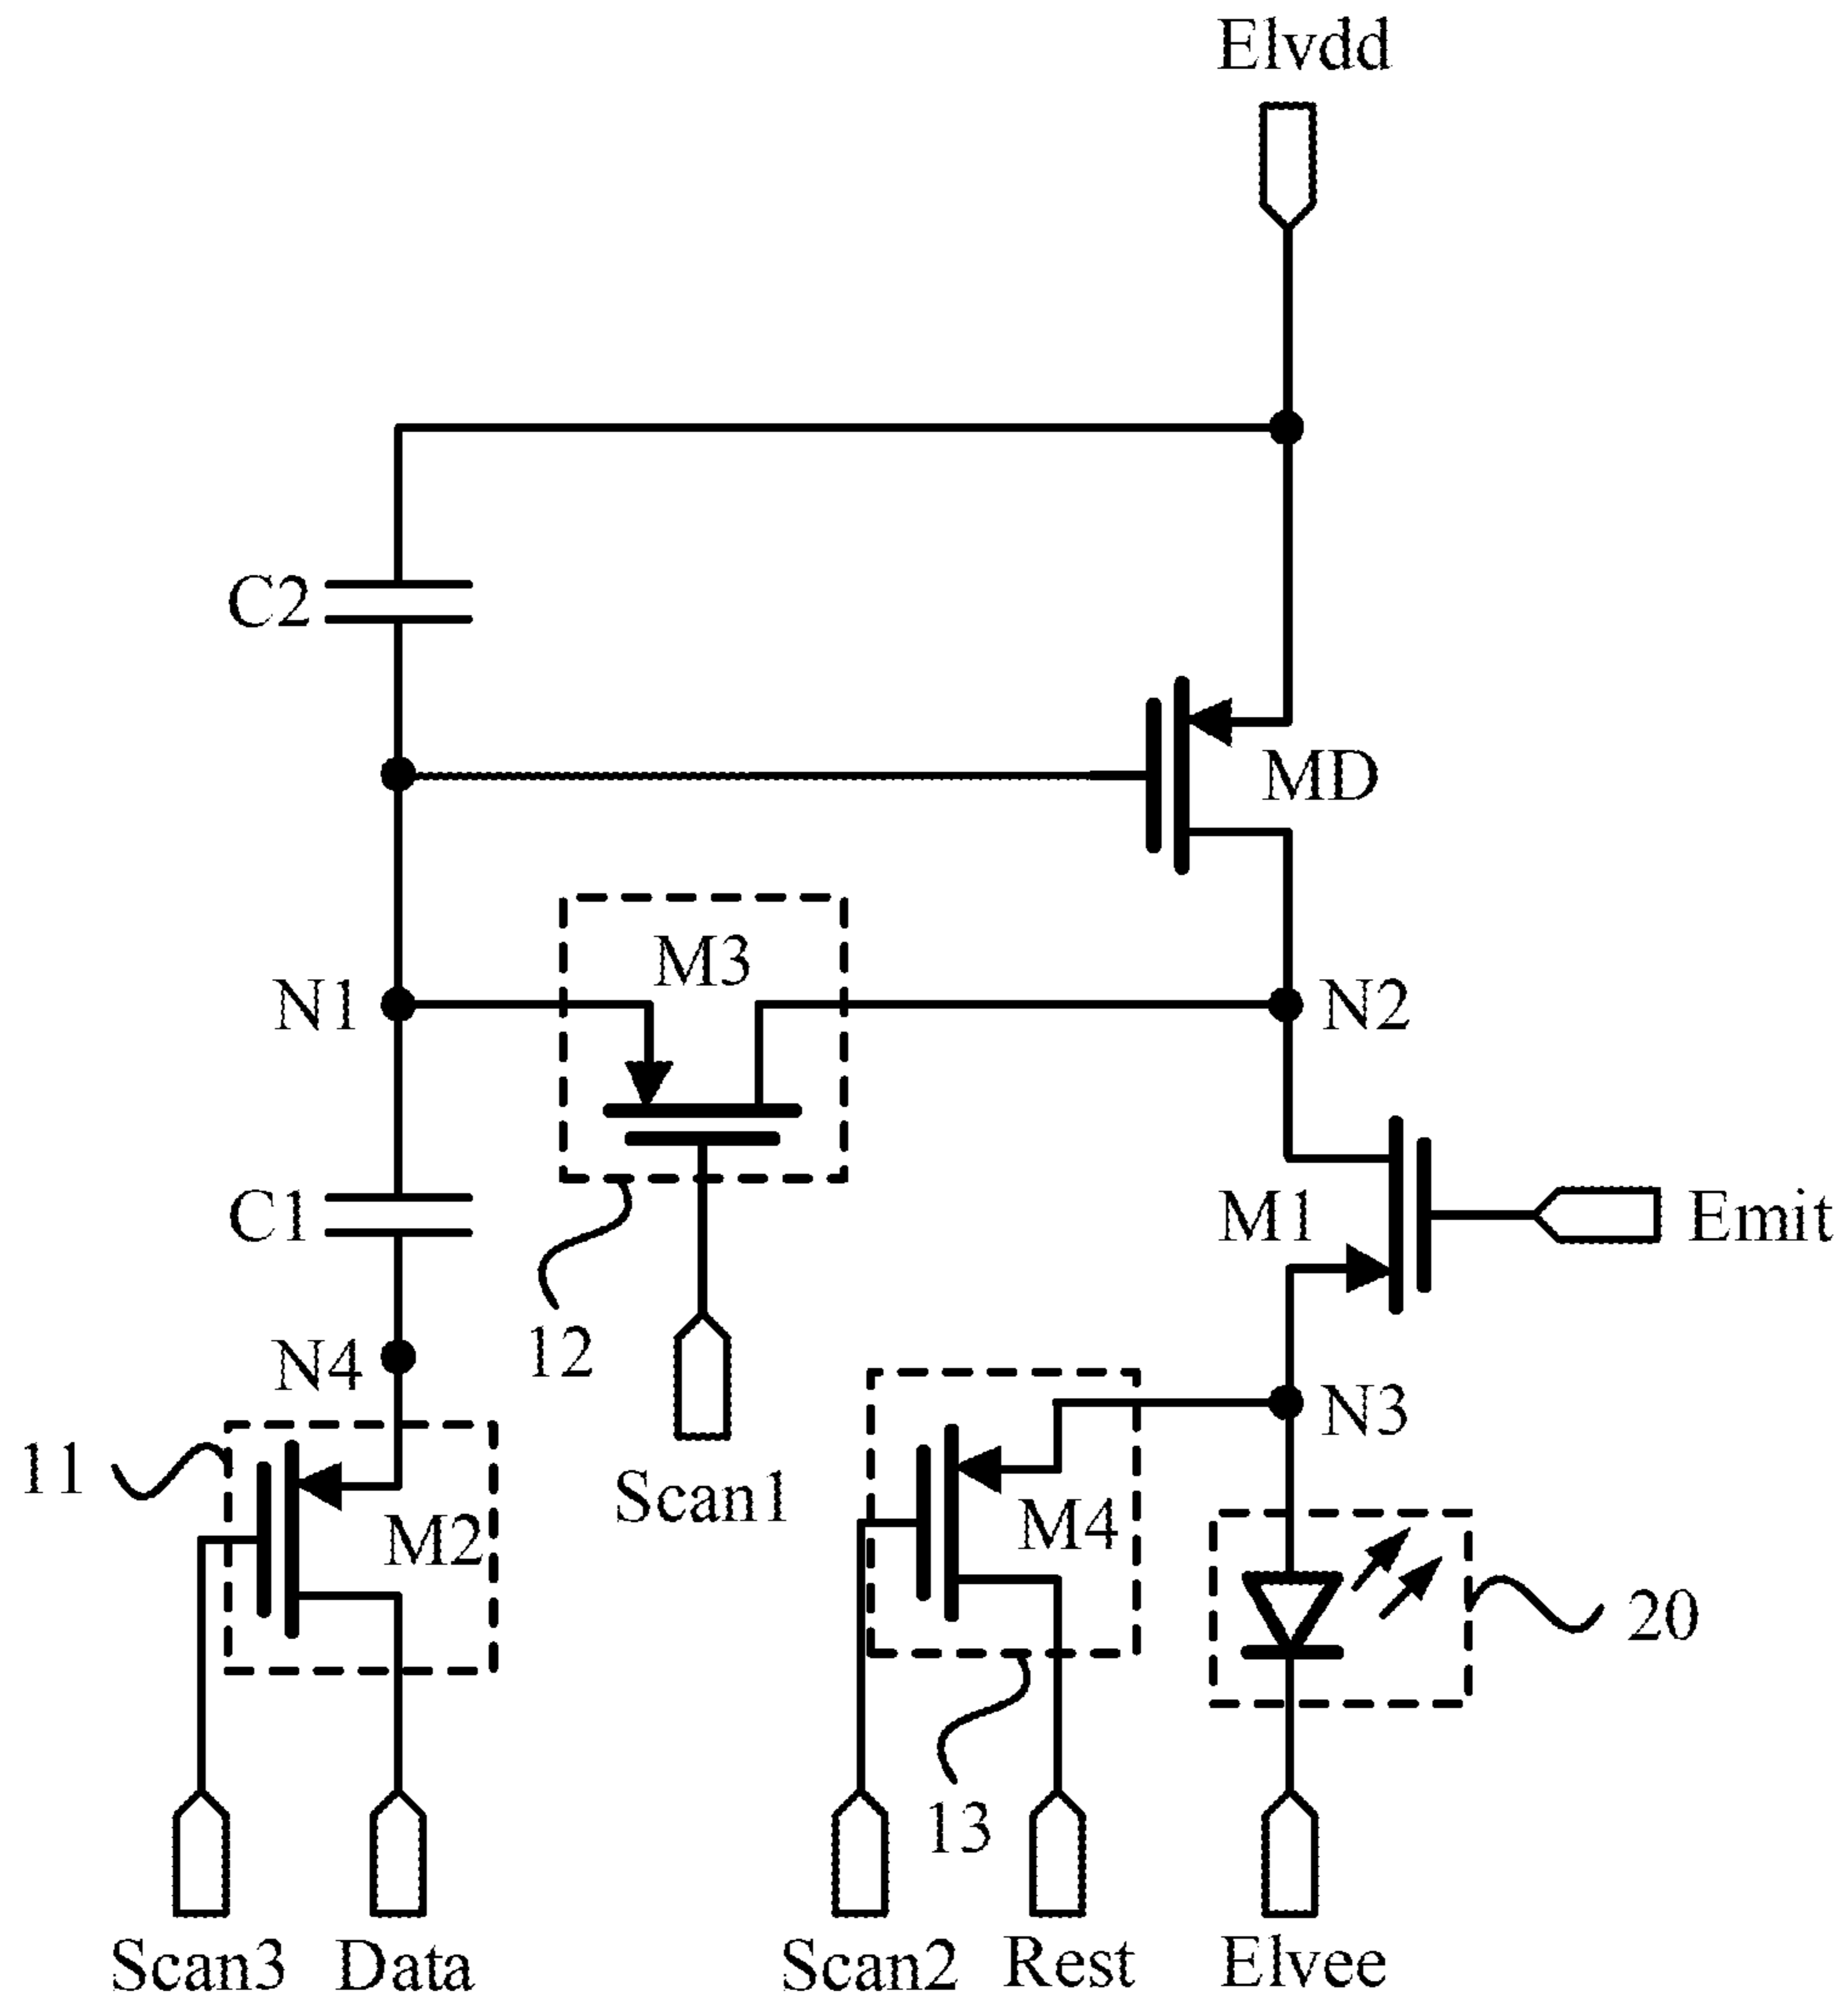 Elvdd
C2
MD
M3
N1
N2
C1
M1
Emit
12
N4
N3
11
Scan1
M2
M4
20
13
Scan3
Data
Scan2
Rest
Elvee